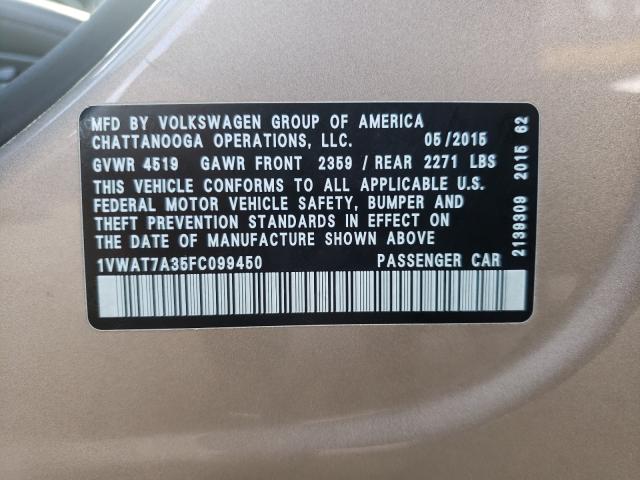 MFD BY VOLKSWAGEN GROUP OF AMERICA
CHATTANOOGA OPERATIONS, LLC. 05/2015
GVWR 4519 GAWR FRONT 2359 / REAR 2271 LBS
THIS VEHICLE CONFORMS TO ALL APPLICABLE U.S.
FEDERAL MOTOR VEHICLE SAFETY, BUMPER AND
THEFT PREVENTION STANDARDS IN EFFECT ON
THE DATE OF MANUFACTURE SHOWN ABOVE
1VWAT7A35FC099450 PASSENGER CAR
2139309 2015 62